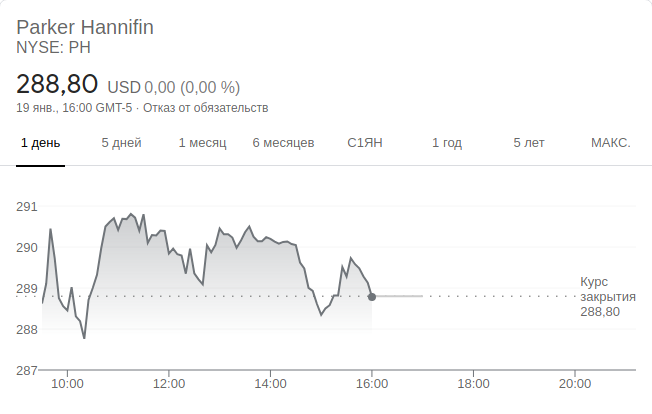 Parker Hannifin
NYSE: PH
288,80 USD 0,00 (0,00 %)
19 янв., 16:00 GMT-5 · Отказ от обязательств
1 день 5 дней 1 месяц 6 месяцев С1ЯН 1 год 5 лет МАКС.
291
290
289
288
287
Курс
закрытия
288,80
10:00 12:00 14:00 16:00 18:00 20:00